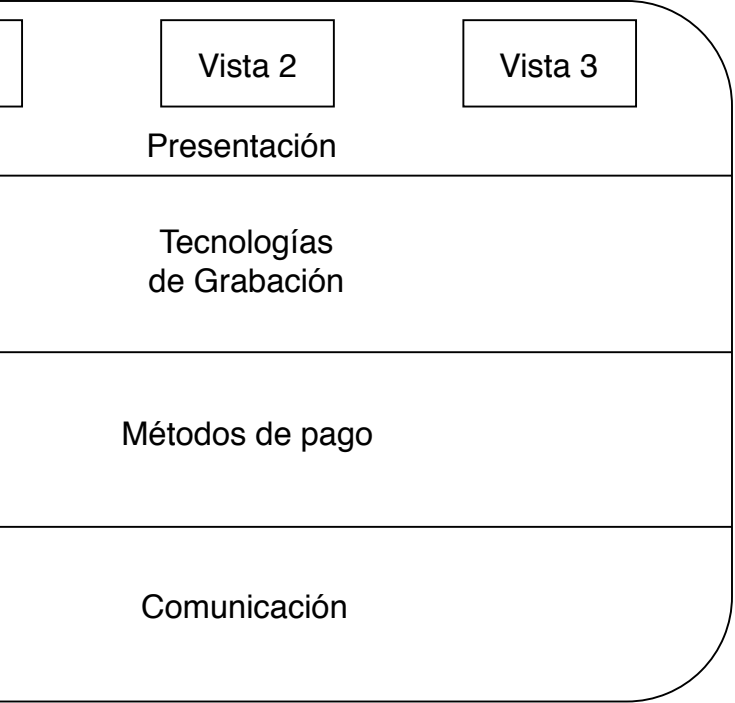 Vista 2
Vista 3
Presentación
Tecnologías
de Grabación
Métodos de pago
Comunicación